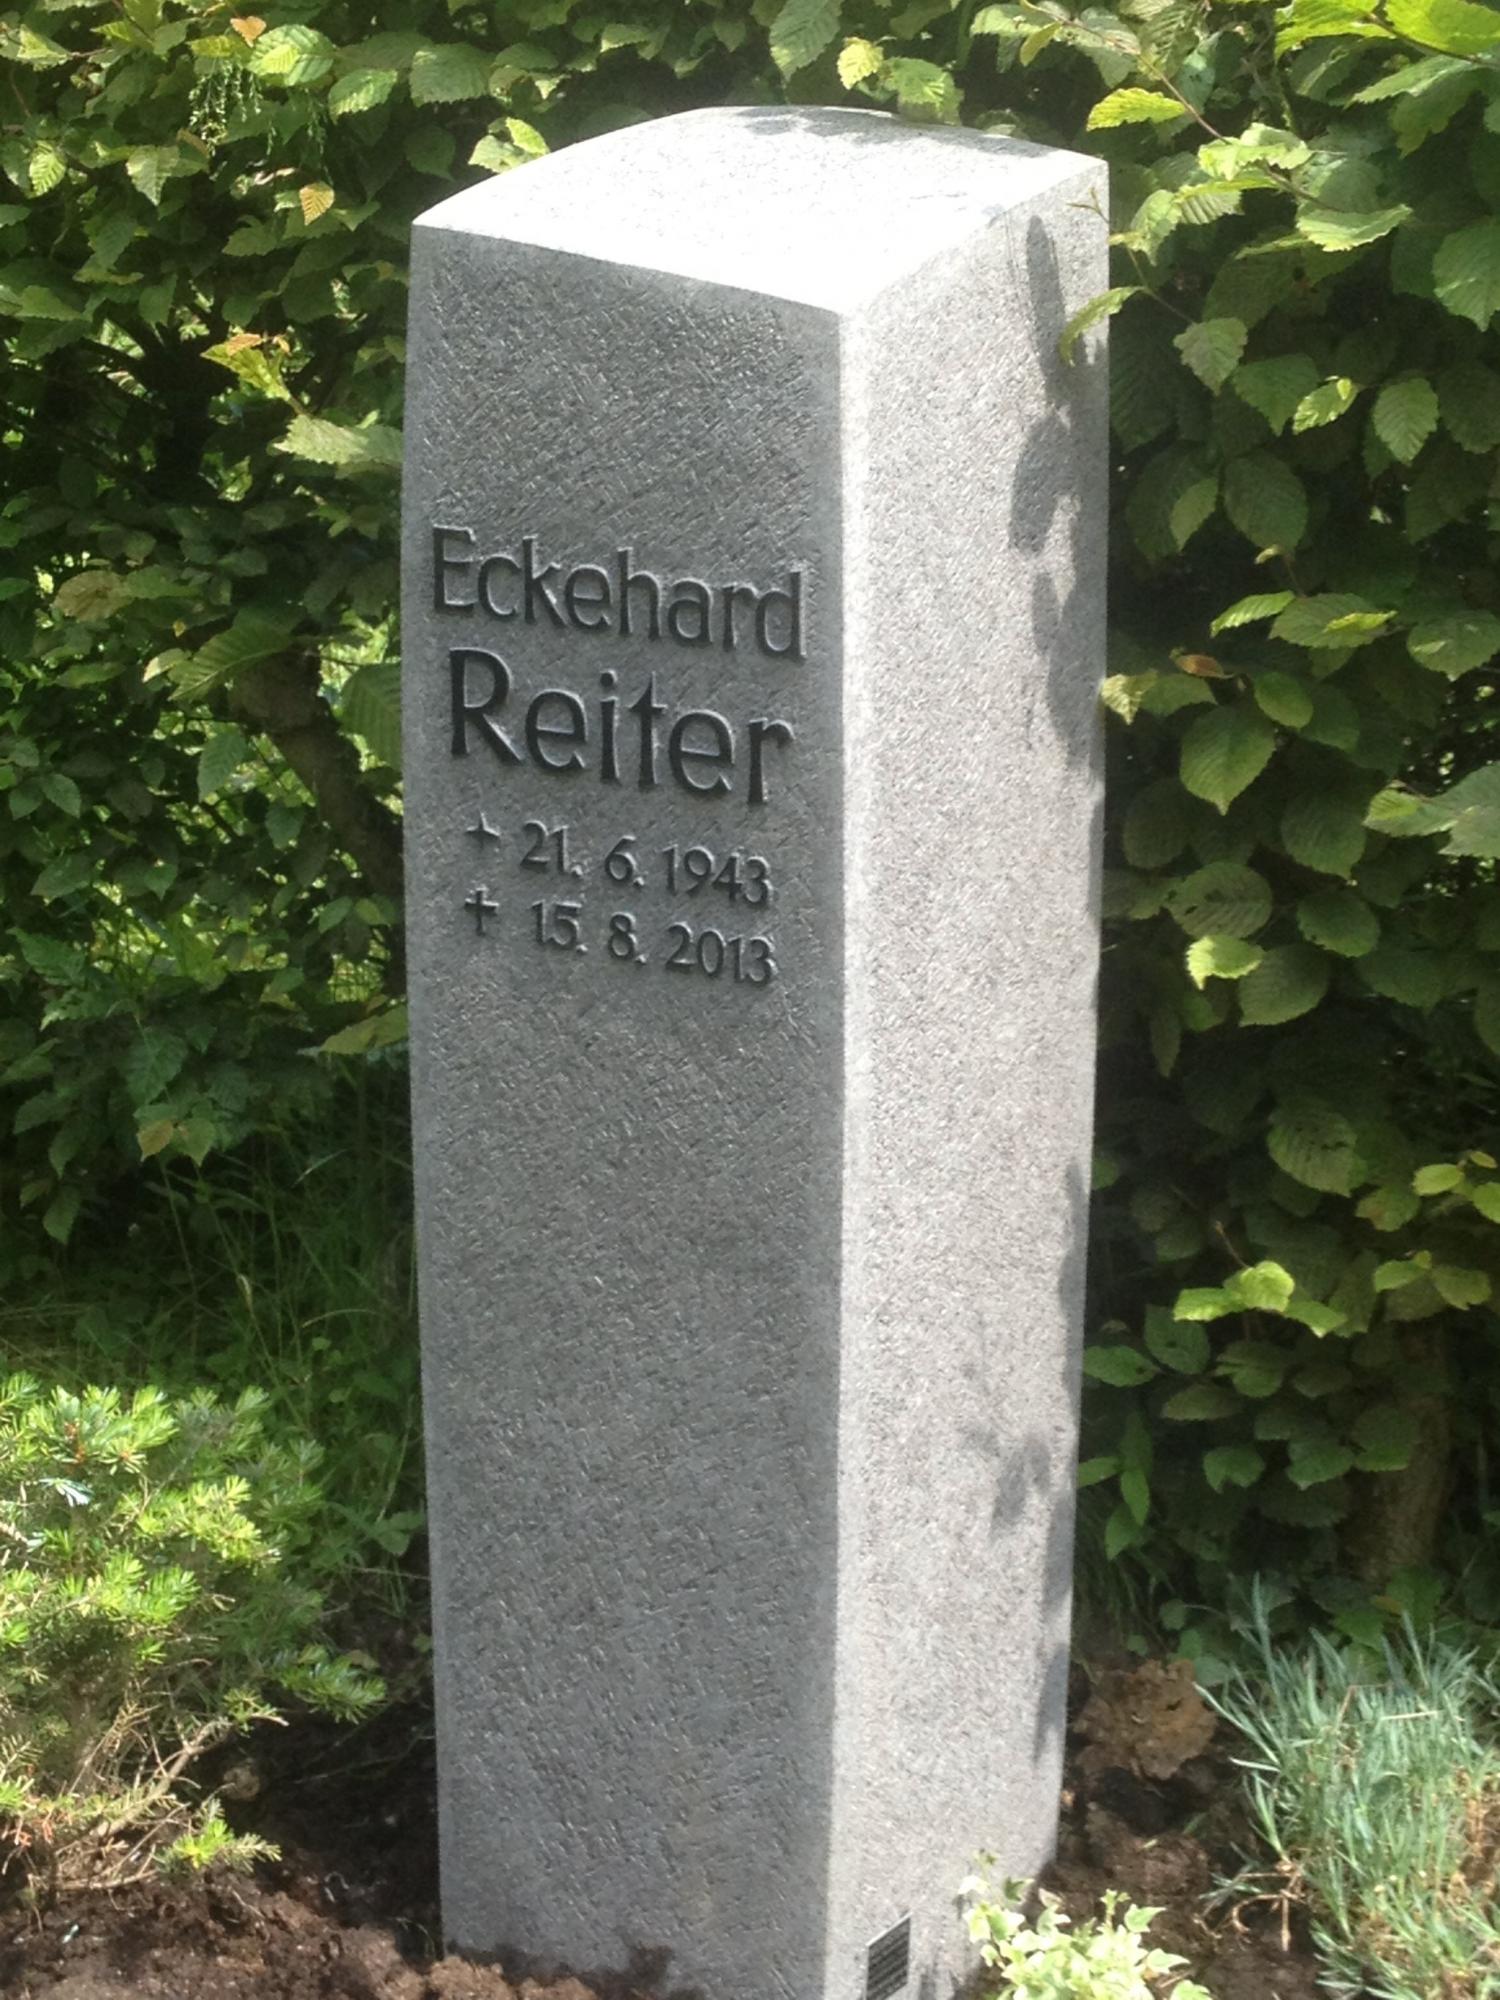 Eckehard
Reiter
✦ 21. 6. 1943
✝ 15. 8. 2013